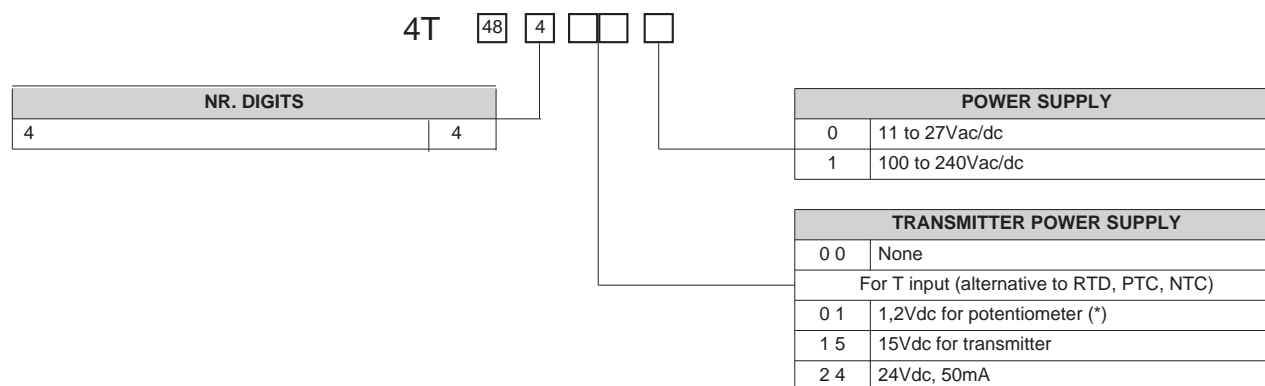 4T 48 4
NR. DIGITS
4 4
POWER SUPPLY
0 11 to 27Vac/dc
1 100 to 240Vac/dc
TRANSMITTER POWER SUPPLY
0 0 None
For T input (alternative to RTD, PTC, NTC)
0 1 1,2Vdc for potentiometer (*)
1 5 15Vdc for transmitter
2 4 24Vdc, 50mA